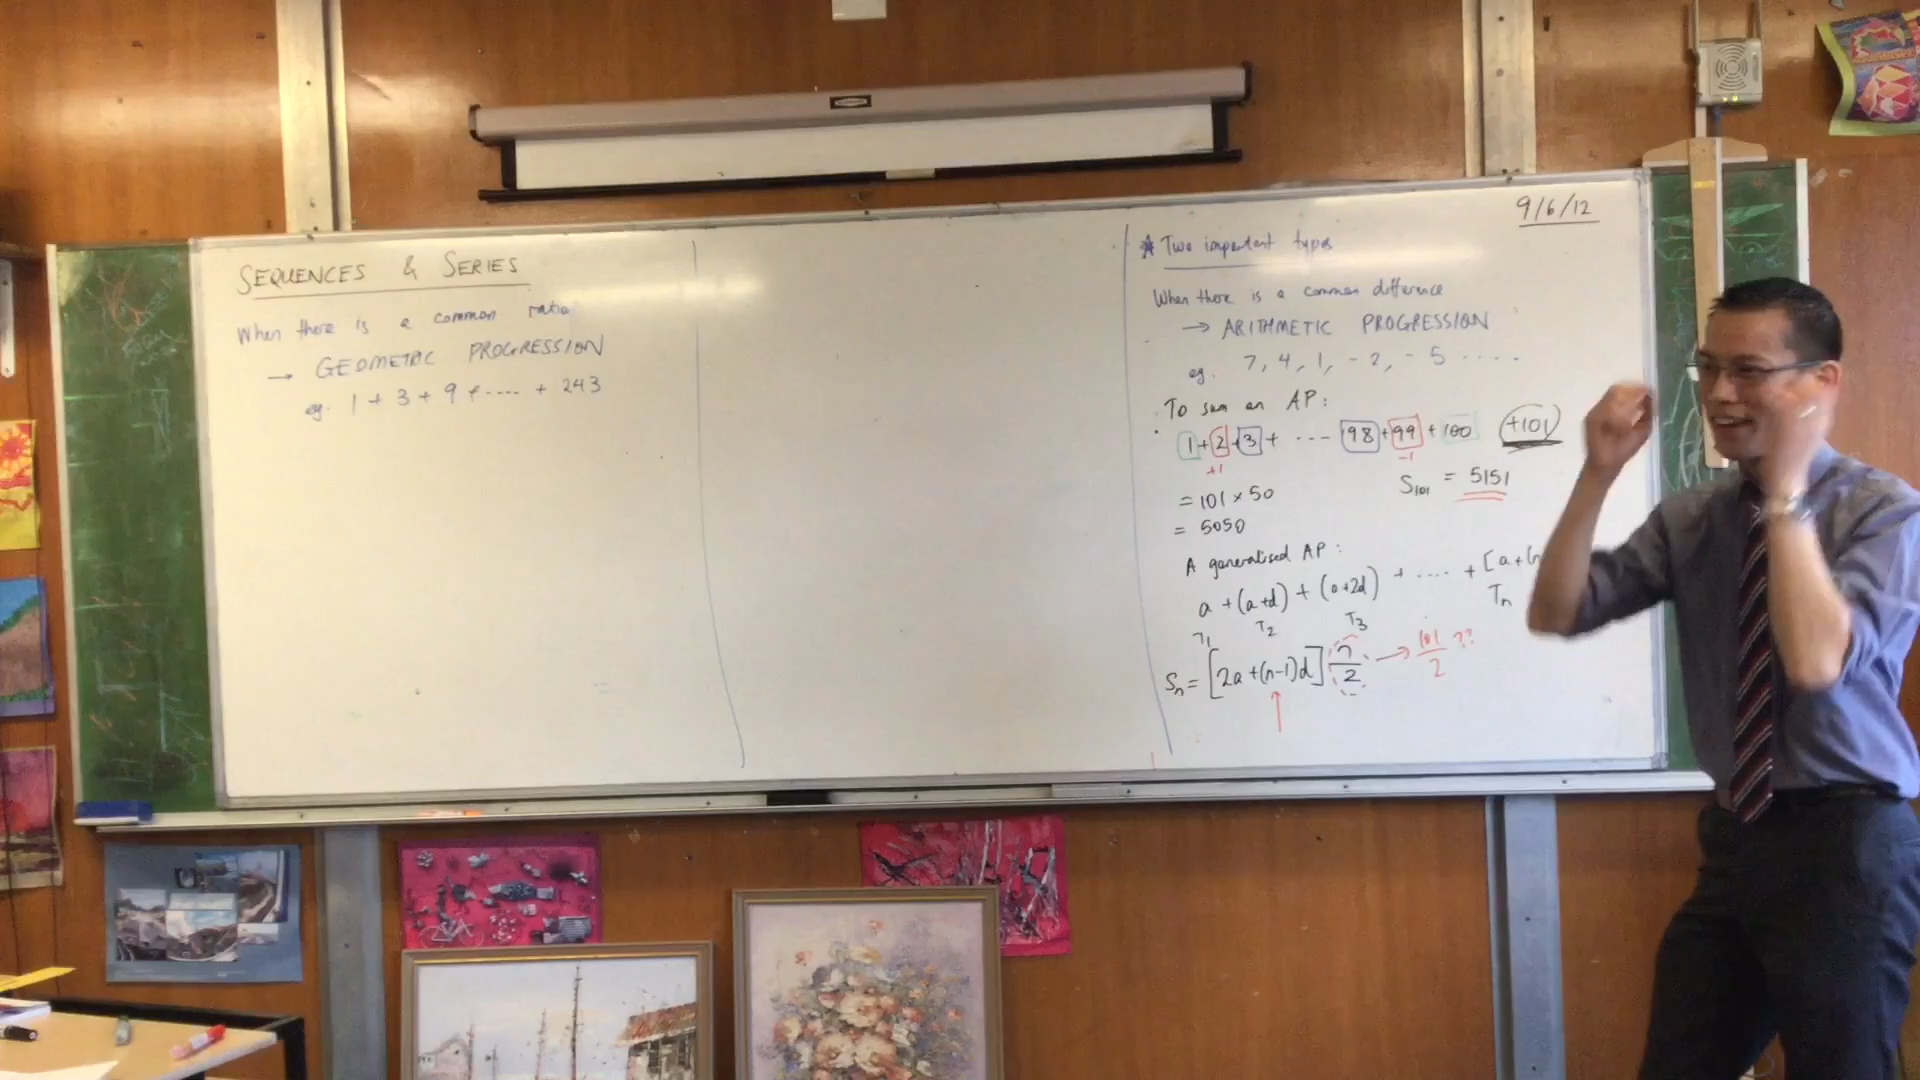 SEQUENCES & SERIES
When there is a common ratio
→ GEOMETRIC PROGRESSION
eg. 1 + 3 + 9 + ..... + 243
9/6/12
* Two important types
When there is a common difference
→ ARITHMETIC PROGRESSION
eg. 7, 4, 1, -2, -5 .....
To sum an AP:
1 + 2 + 3 + ... 98 + 99 + 100 +101
+1 -1
= 101 × 50
S₁₀₁ = 5151
= 5050
A generalised AP:
a + (a+d) + (a+2d) + .... + [a+(n
T₁ T₂ T₃ Tₙ
Sₙ = [2a+(n-1)d] n/2 → 101/2 ??